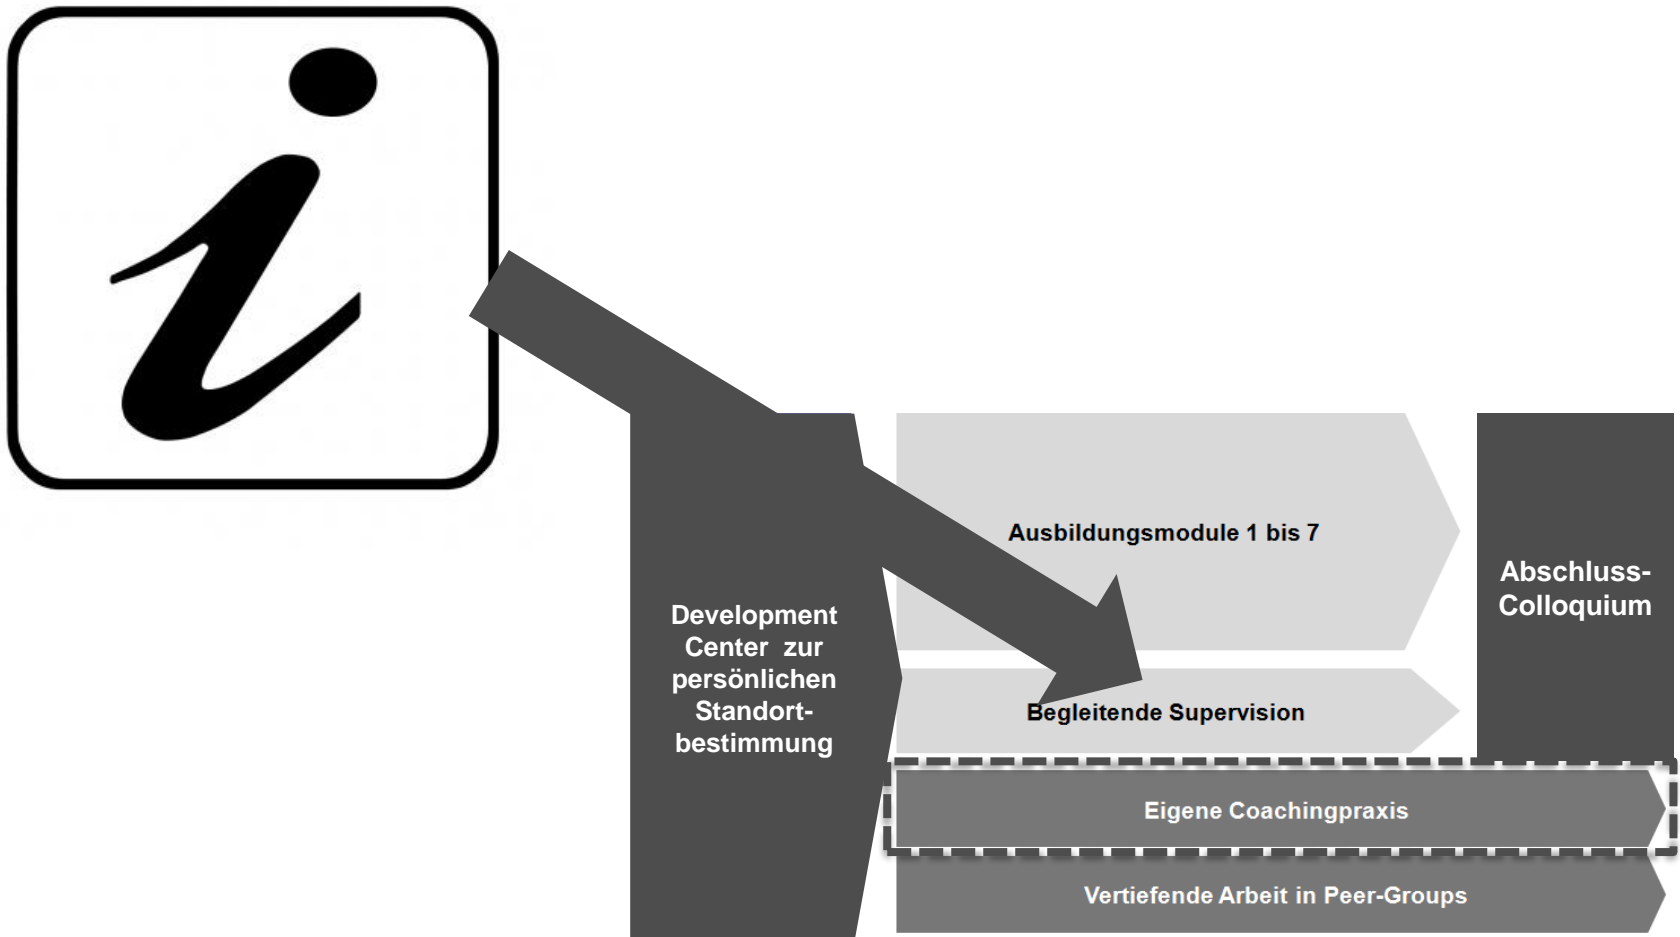 i
Development
Center zur
persönlichen
Standort-
bestimmung
Ausbildungsmodule 1 bis 7
Begleitende Supervision
Eigene Coachingpraxis
Vertiefende Arbeit in Peer-Groups
Abschluss-
Colloquium